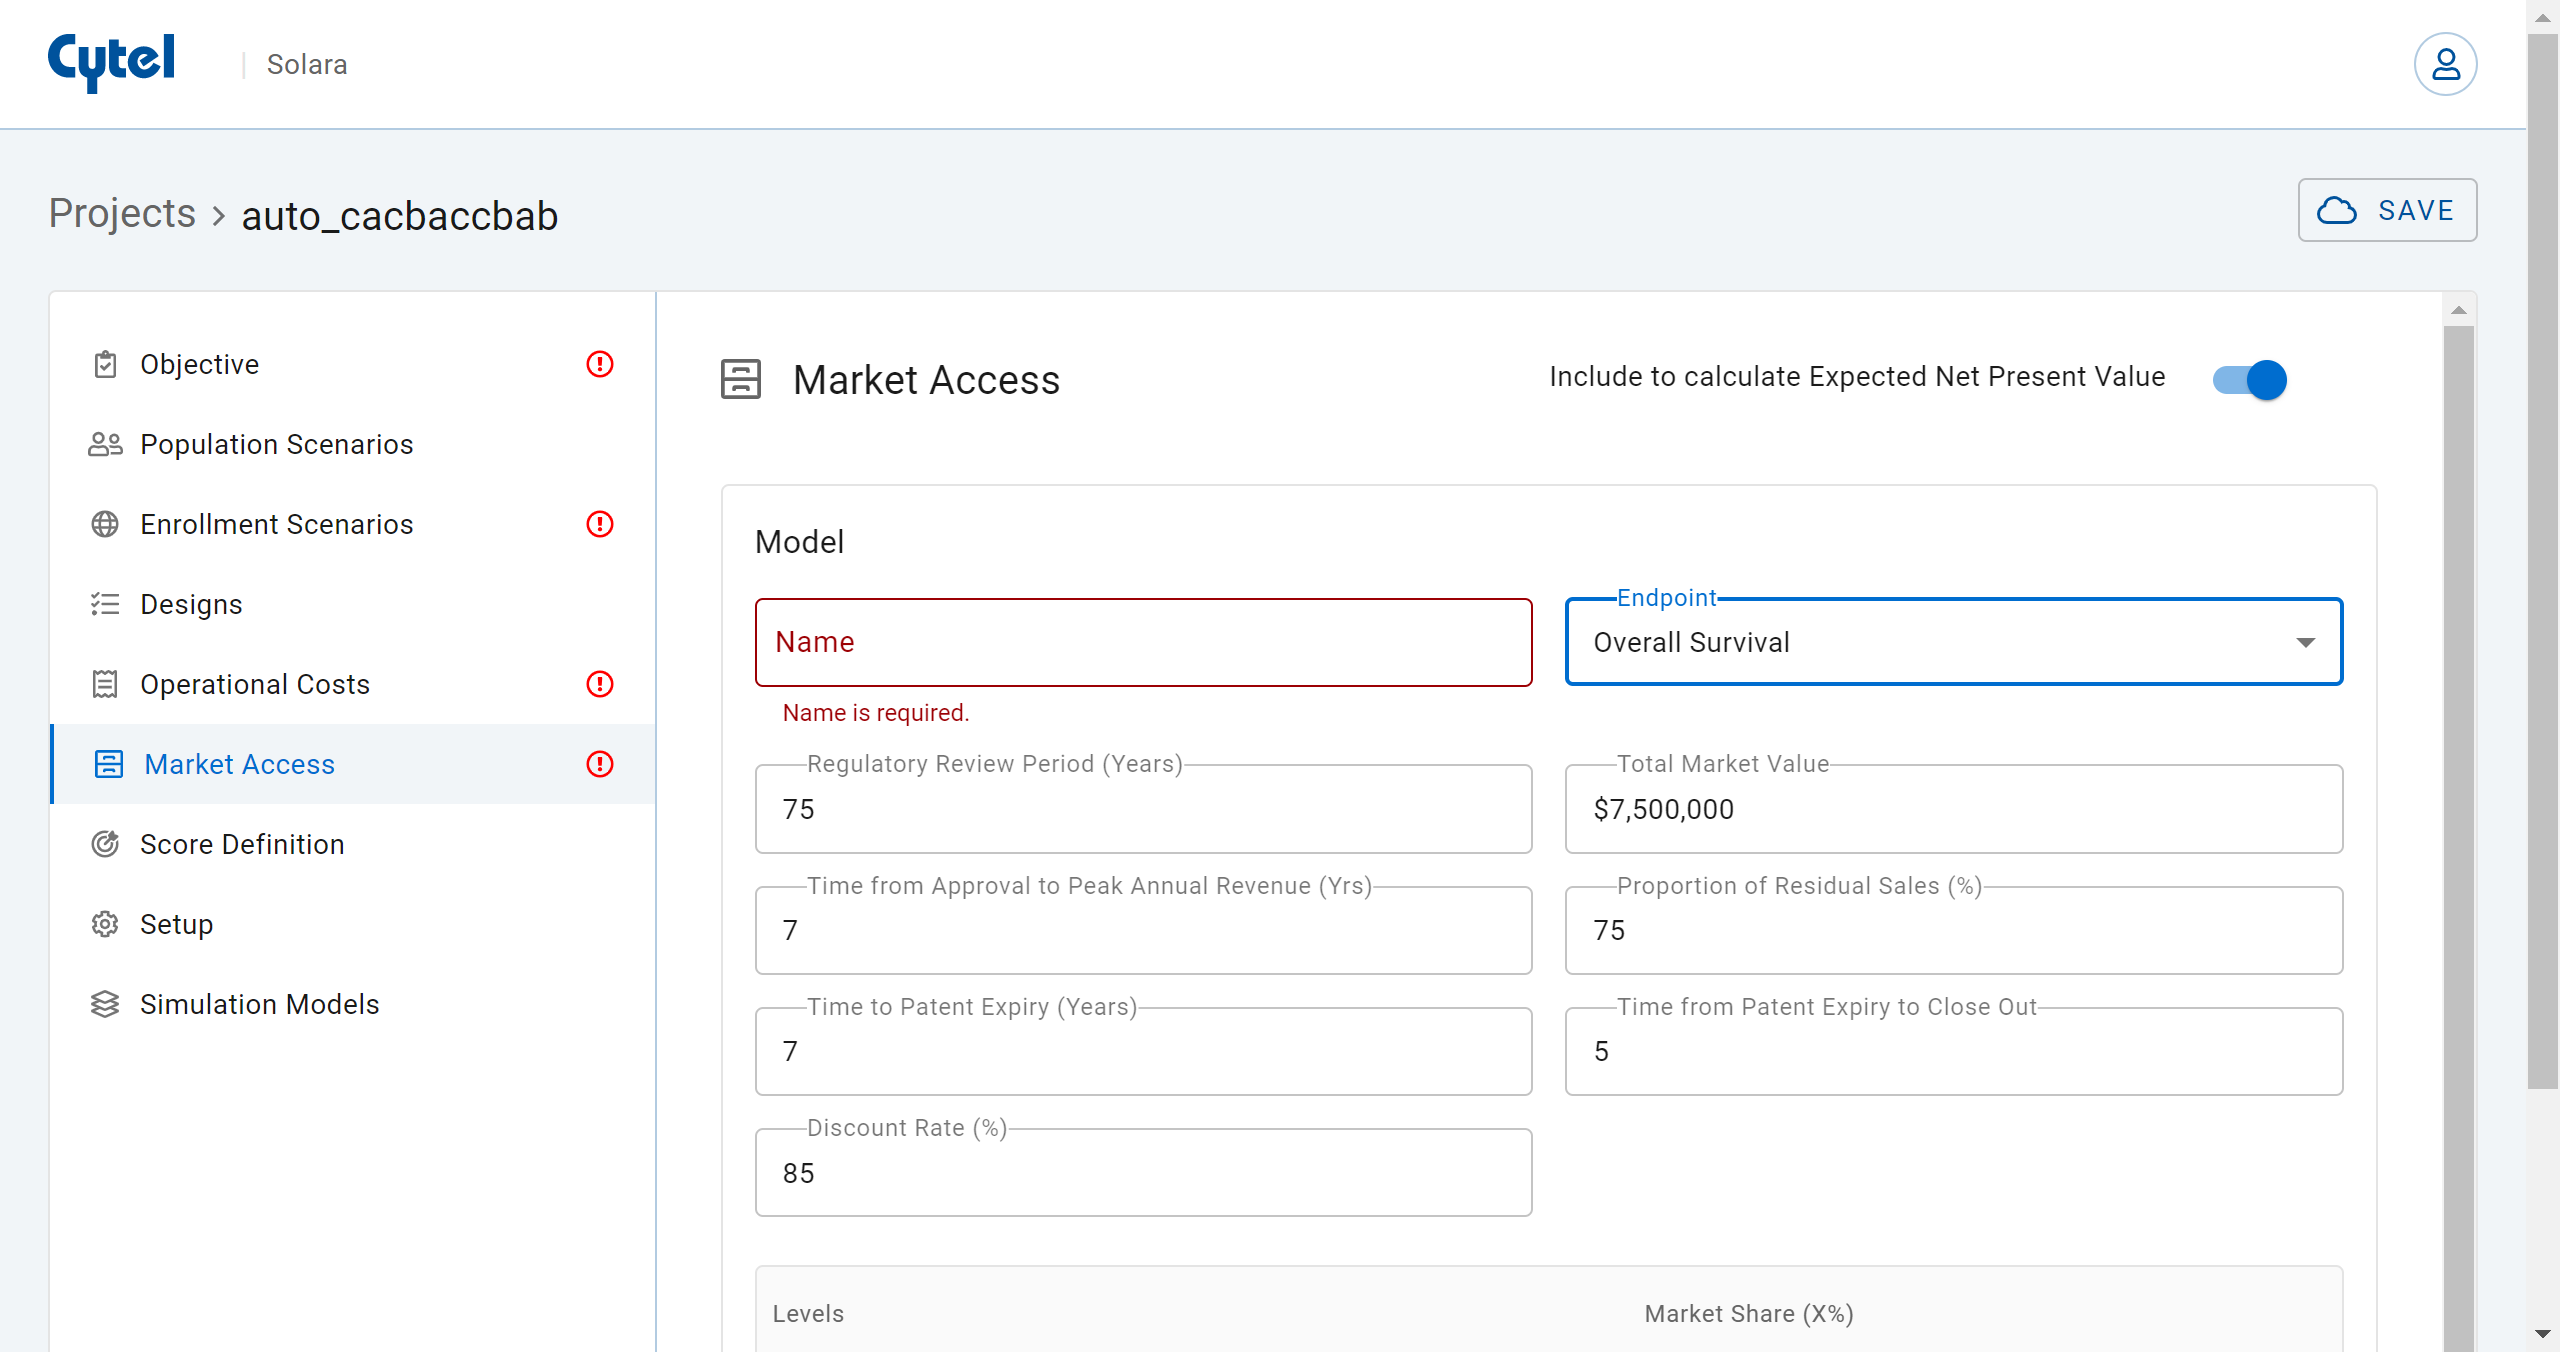 Cytel
| Solara
Projects > auto_cacbaccbab
SAVE
Objective
Population Scenarios
Enrollment Scenarios
Designs
Operational Costs
Market Access
Score Definition
Setup
Simulation Models
Market Access
Include to calculate Expected Net Present Value
Model
Name
Name is required.
Endpoint
Overall Survival
Regulatory Review Period (Years)
75
Total Market Value
$7,500,000
Time from Approval to Peak Annual Revenue (Yrs)
7
Proportion of Residual Sales (%)
75
Time to Patent Expiry (Years)
7
Time from Patent Expiry to Close Out
5
Discount Rate (%)
85
Levels
Market Share (X%)